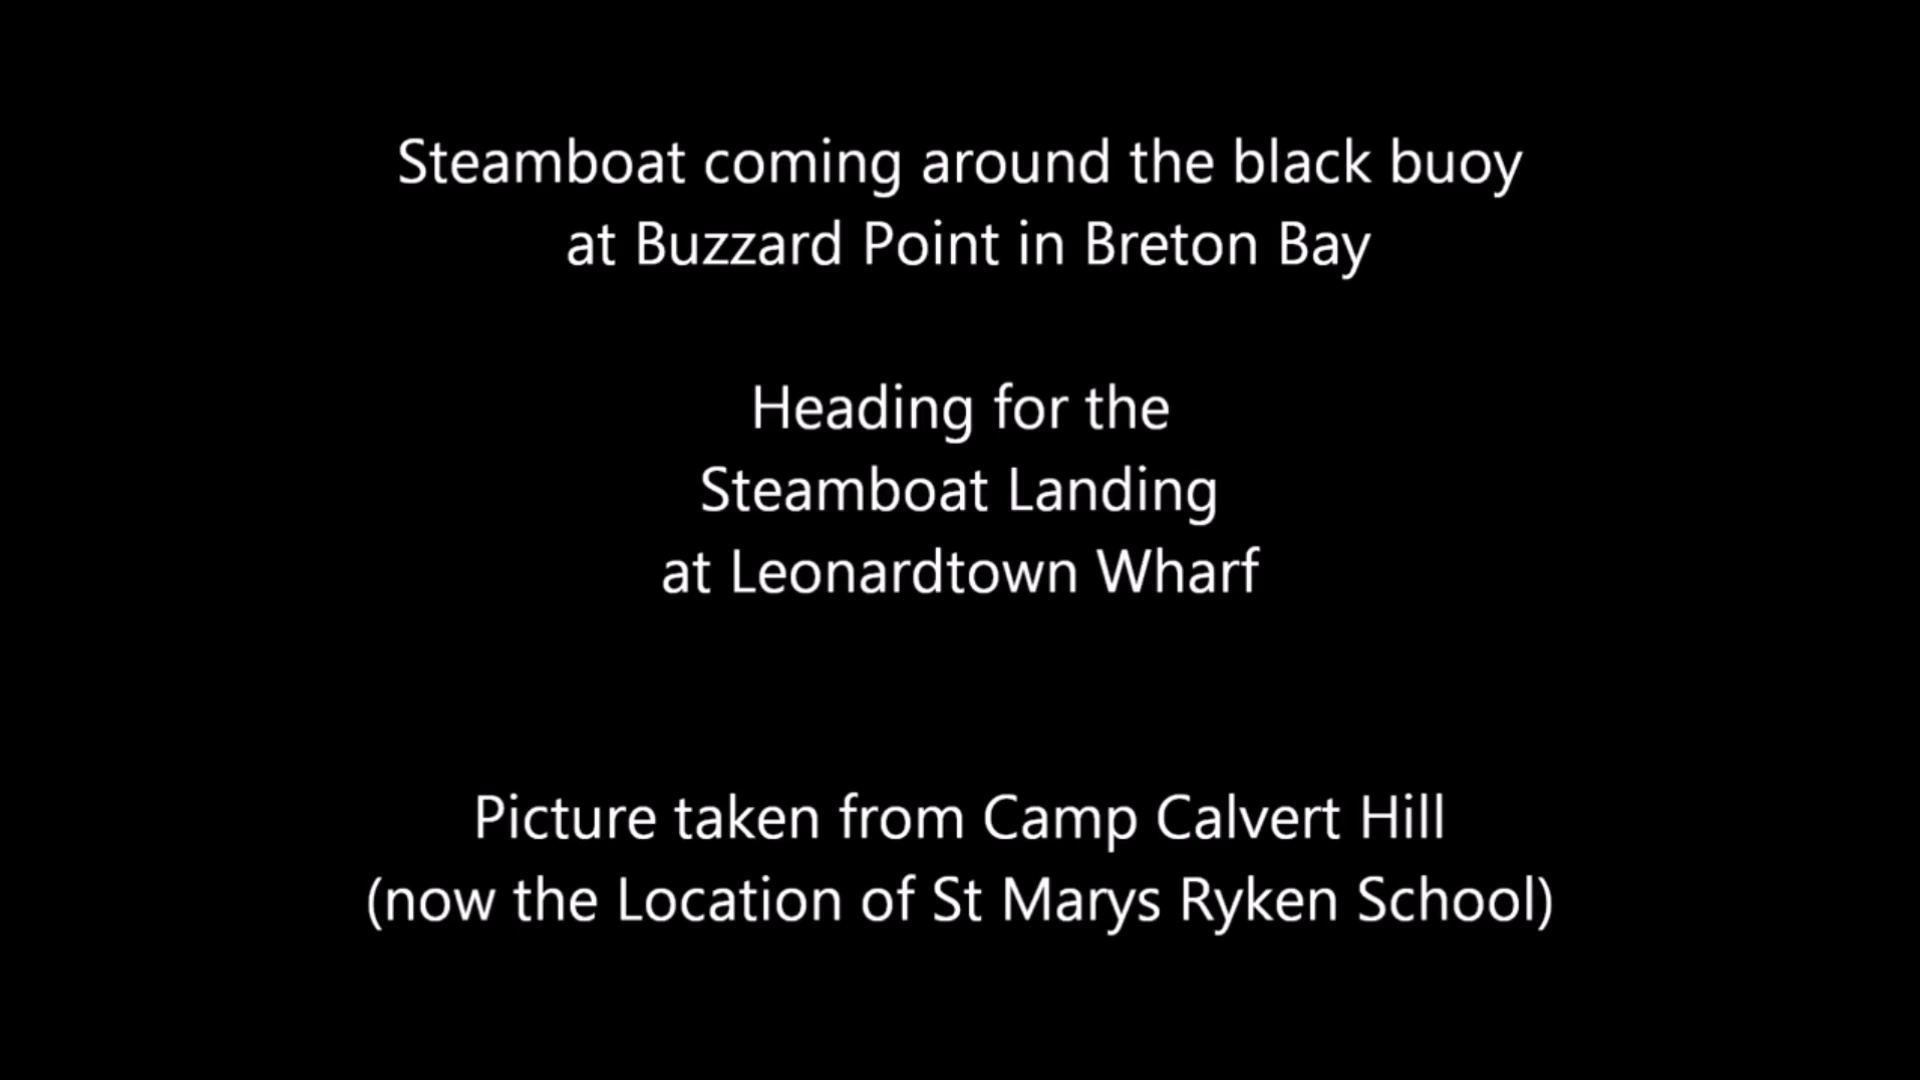 Steamboat coming around the black buoy
at Buzzard Point in Breton Bay
Heading for the
Steamboat Landing
at Leonardtown Wharf
Picture taken from Camp Calvert Hill
(now the Location of St Marys Ryken School)